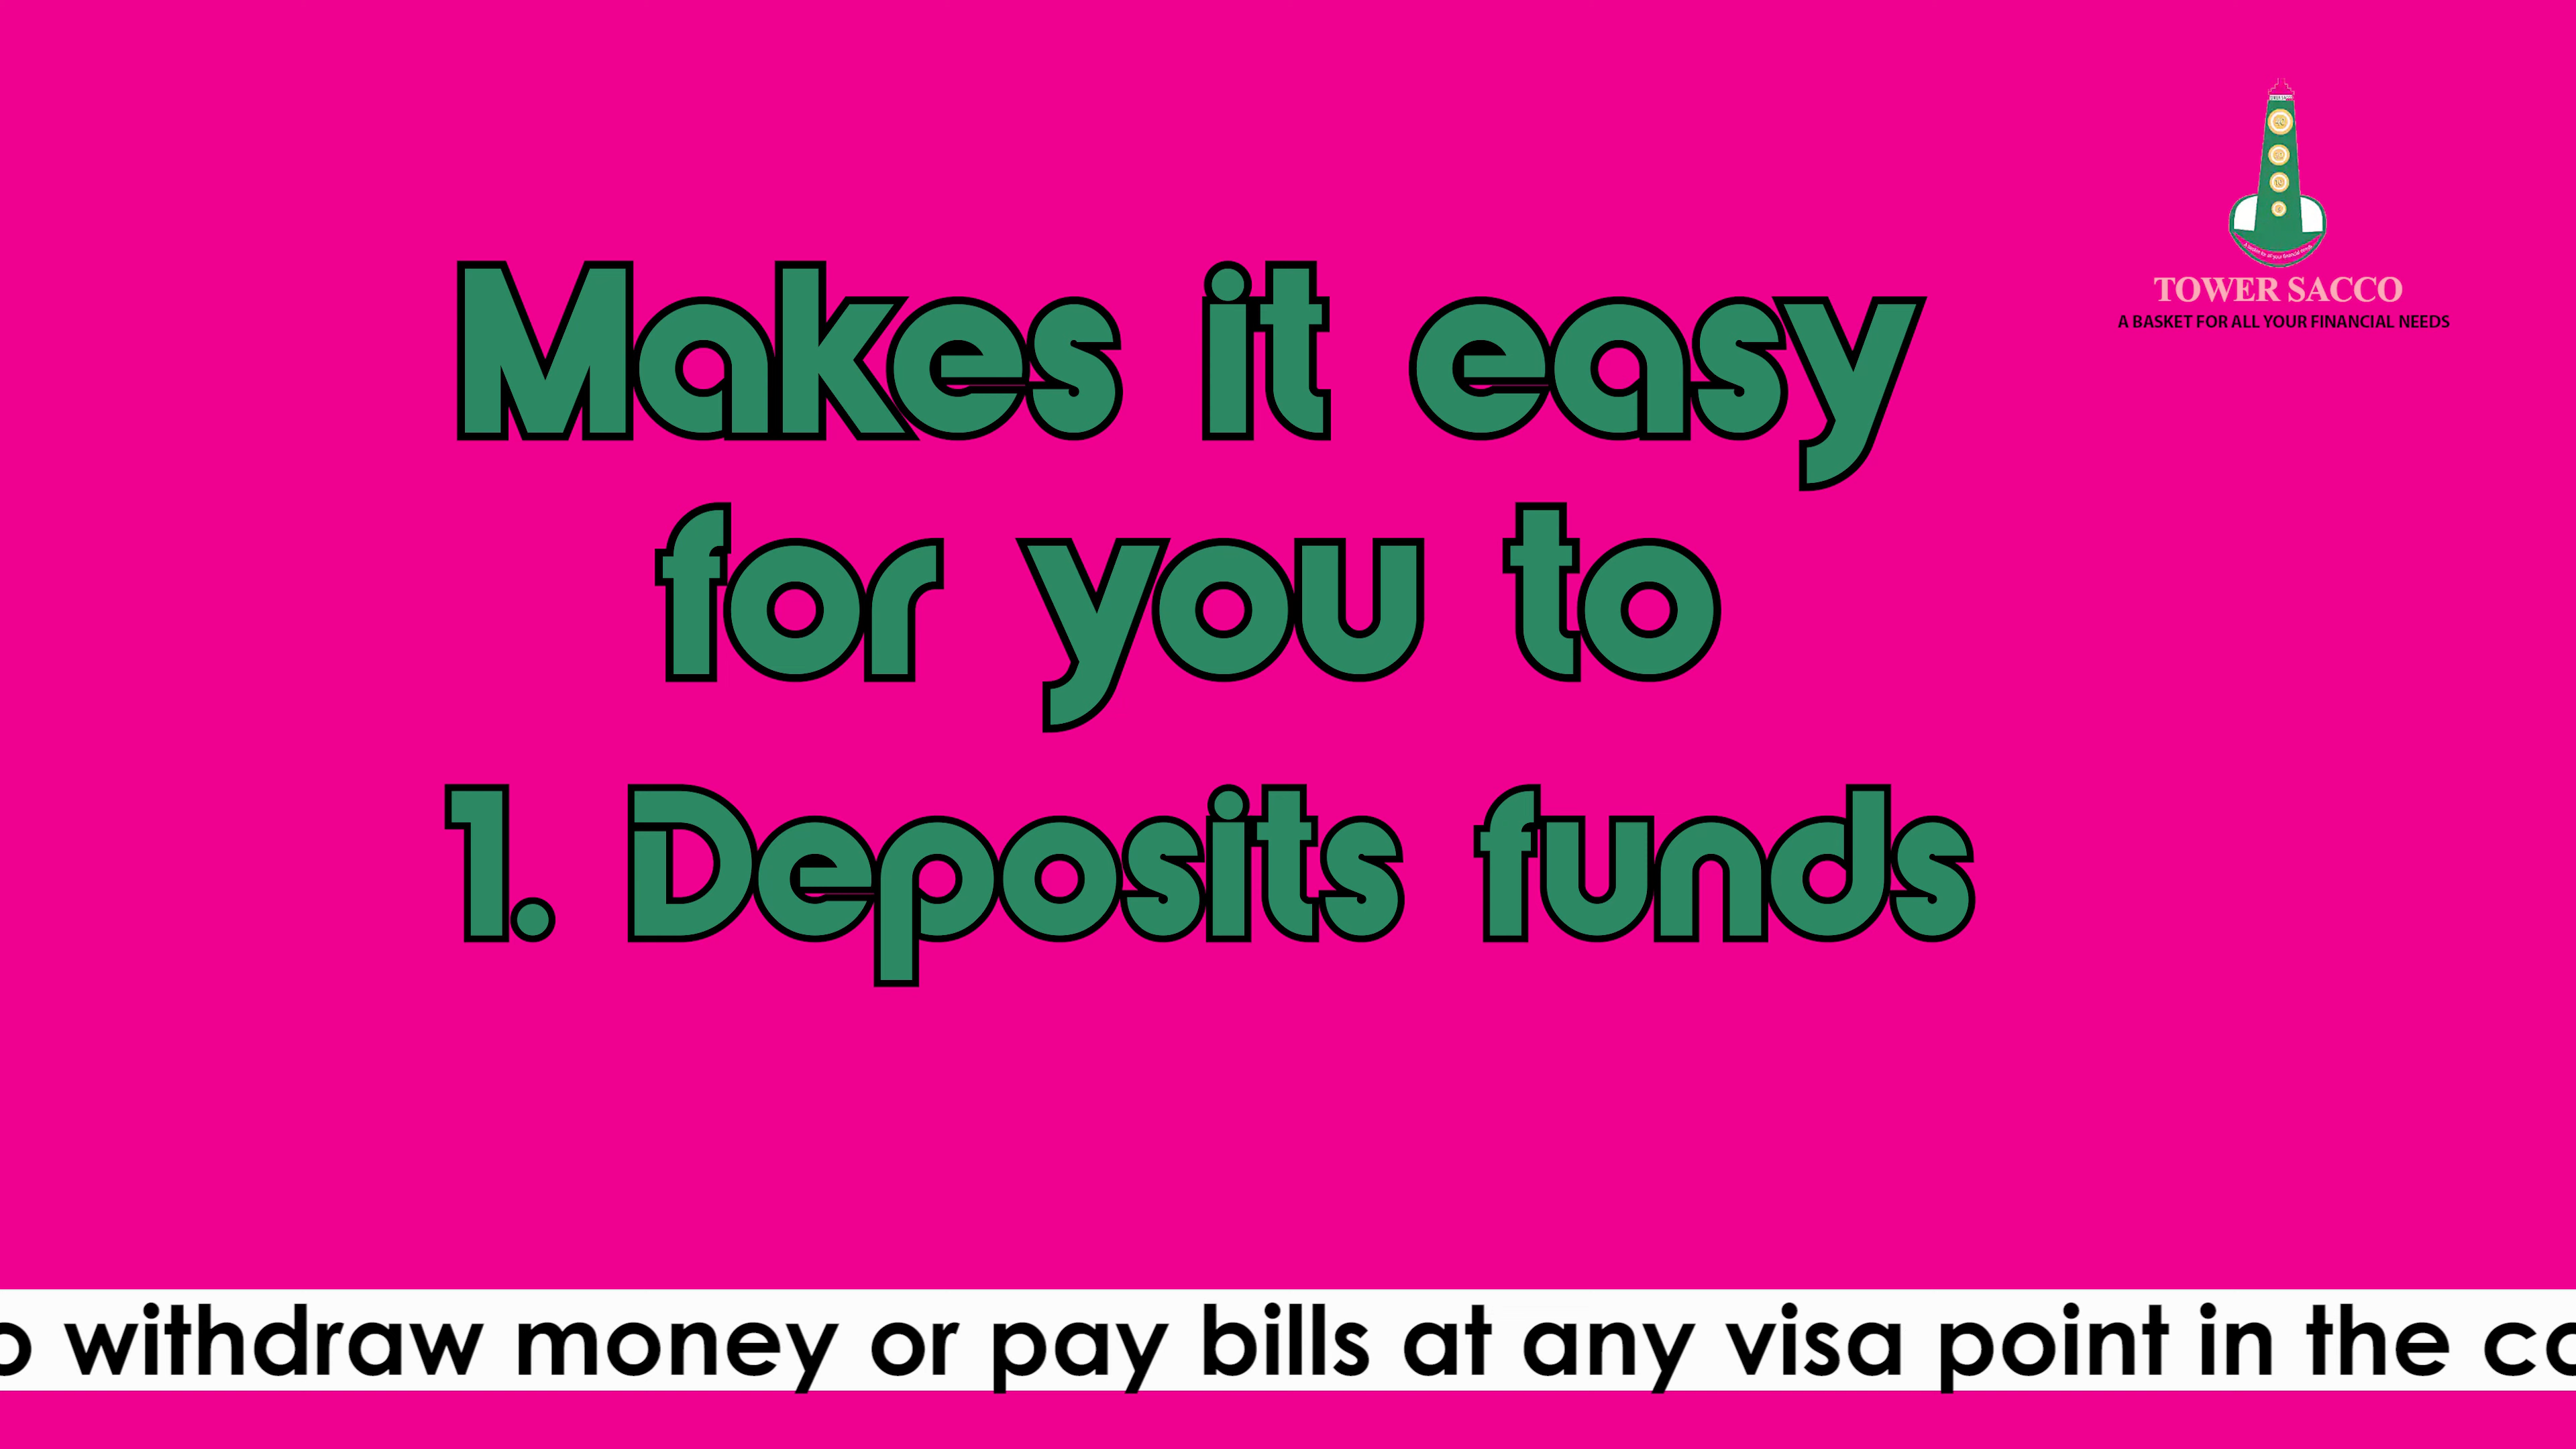 Makes it easy
for you to
1. Deposits funds
TOWER SACCO
A BASKET FOR ALL YOUR FINANCIAL NEEDS
withdraw money or pay bills at any visa point in the